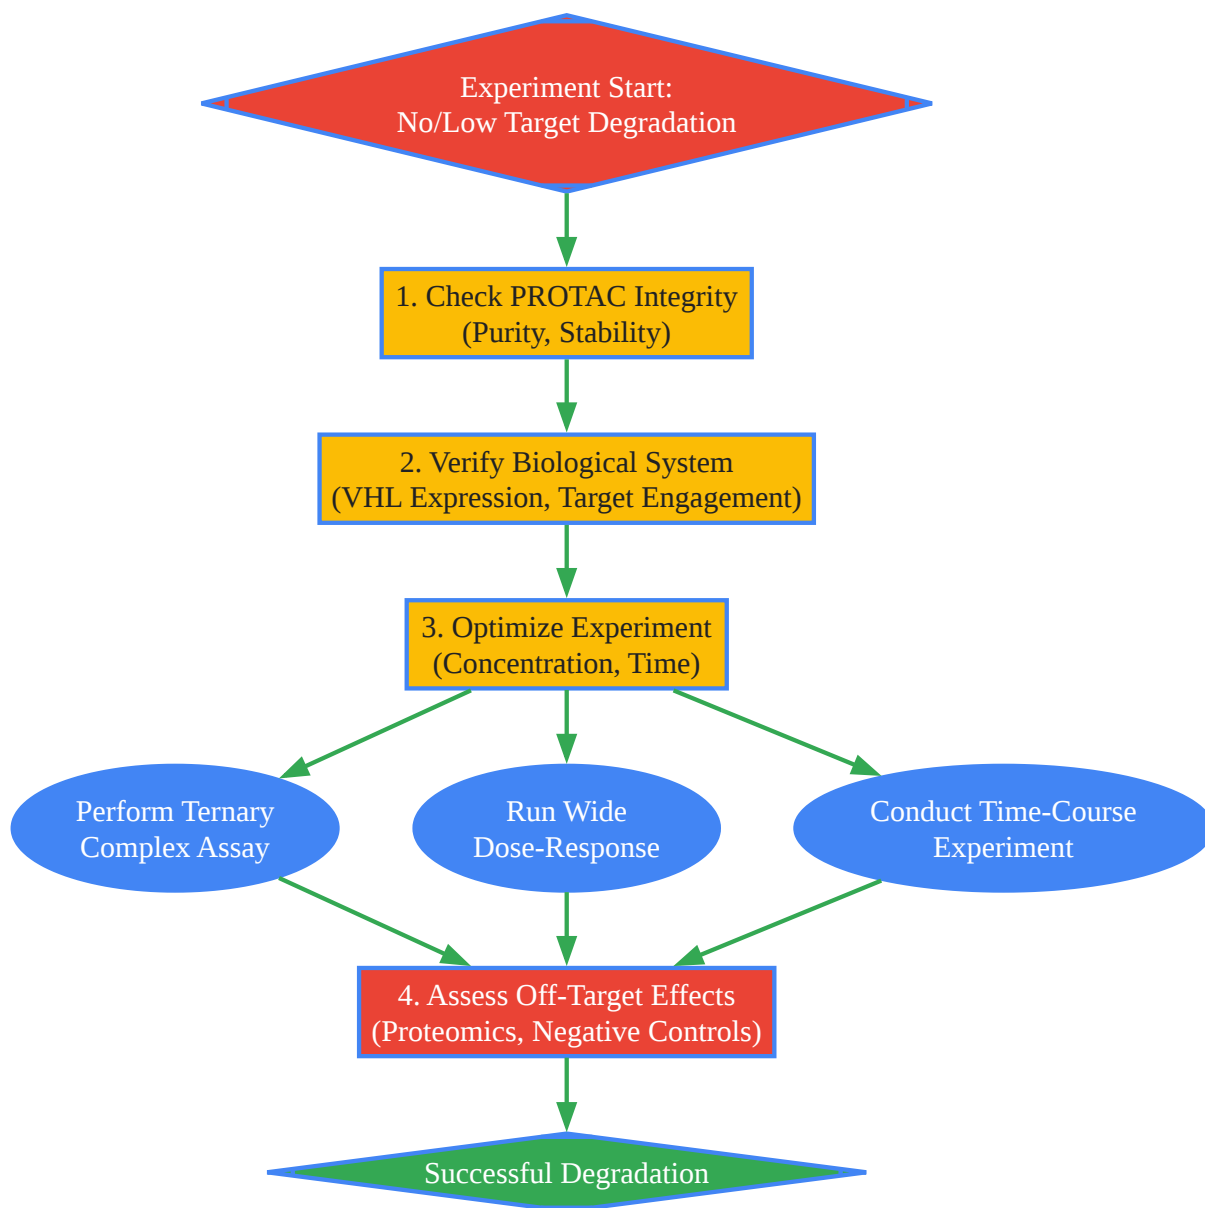 Experiment Start:
No/Low Target Degradation
1. Check PROTAC Integrity
(Purity, Stability)
2. Verify Biological System
(VHL Expression, Target Engagement)
3. Optimize Experiment
(Concentration, Time)
Perform Ternary
Complex Assay
Run Wide
Dose-Response
Conduct Time-Course
Experiment
4. Assess Off-Target Effects
(Proteomics, Negative Controls)
Successful Degradation